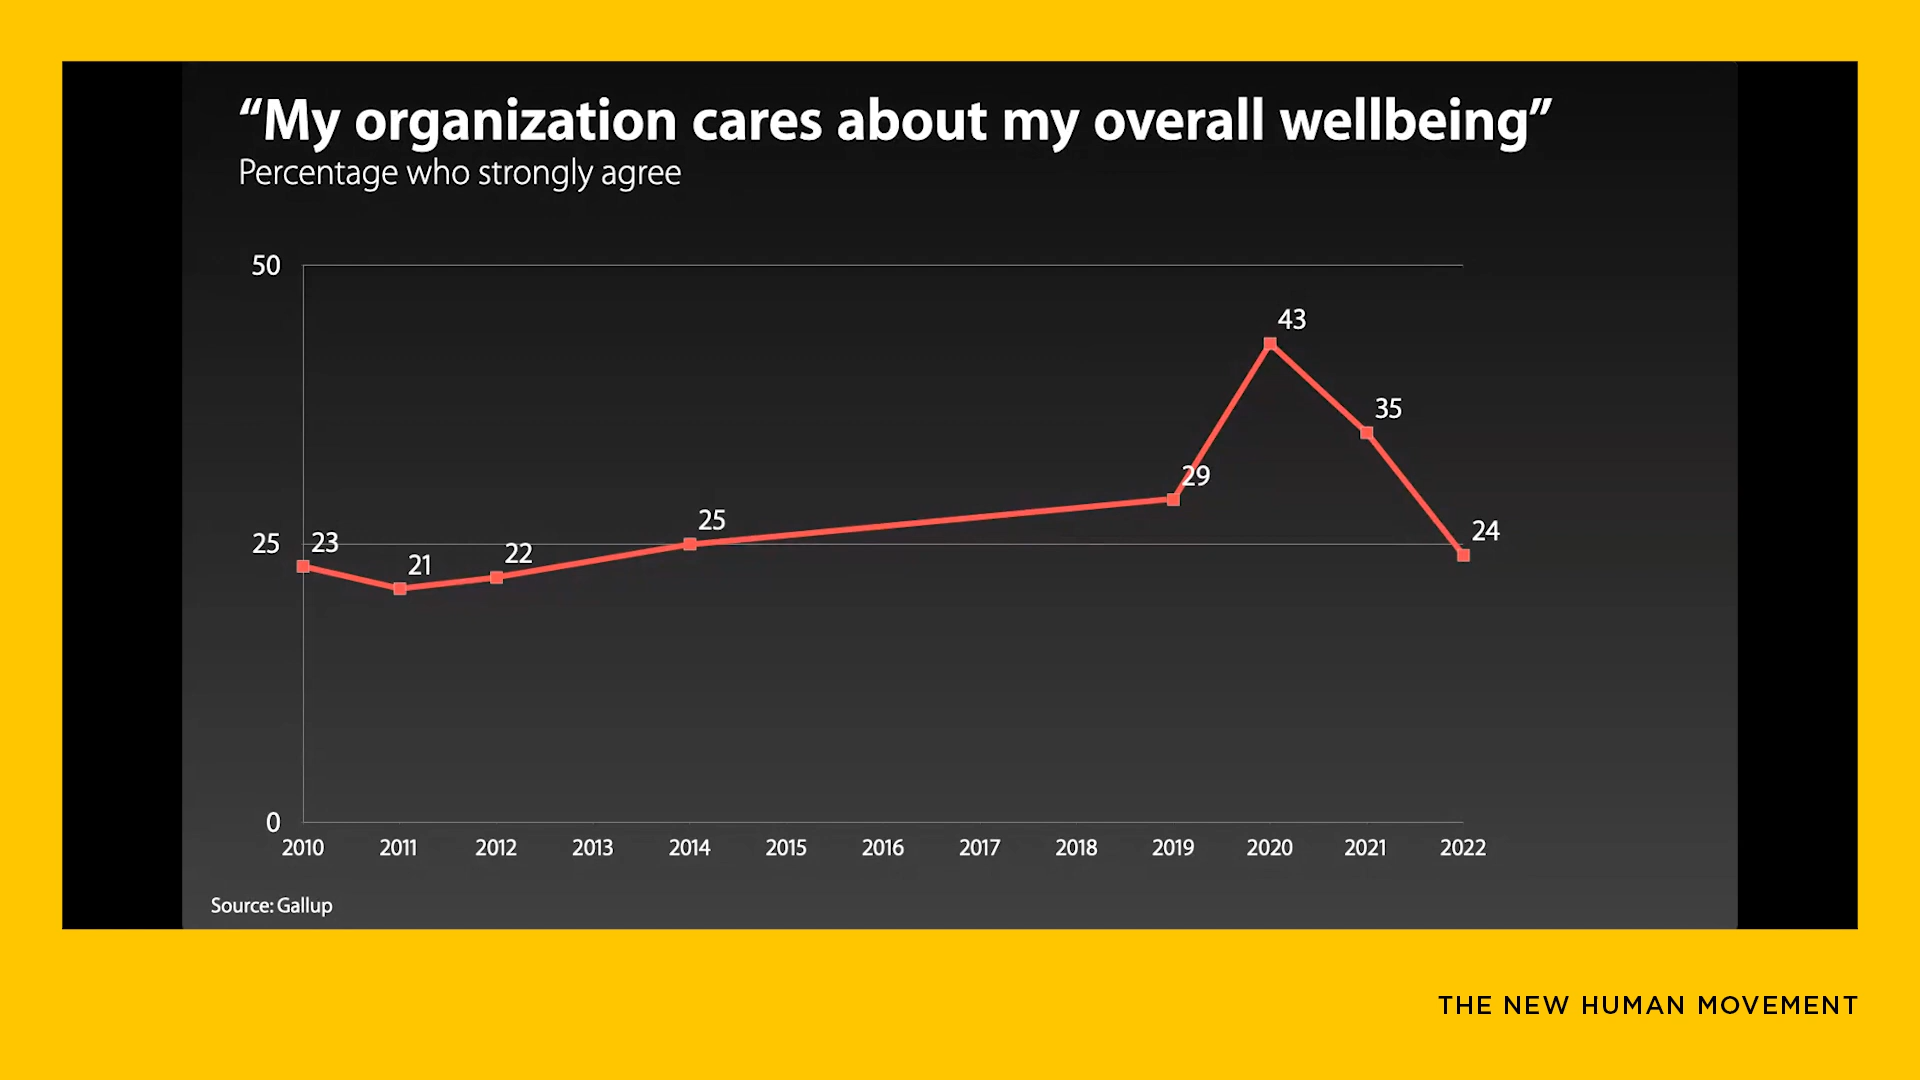 “My organization cares about my overall wellbeing”
Percentage who strongly agree
50
43
35
29
25
25
24
23
22
21
0
2010 2011 2012 2013 2014 2015 2016 2017 2018 2019 2020 2021 2022
Source: Gallup
THE NEW HUMAN MOVEMENT